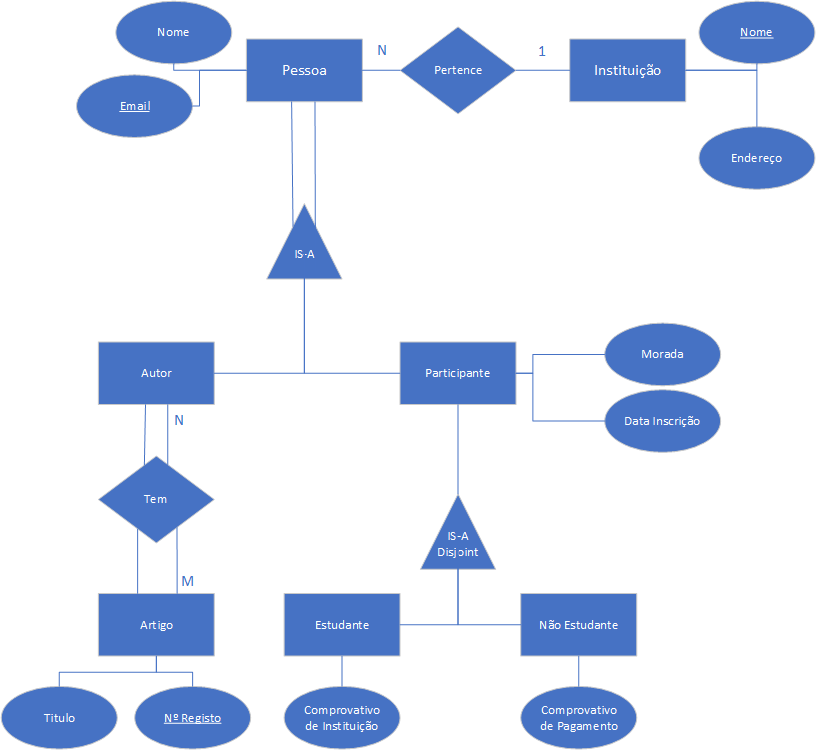 Nome
Pessoa
N
Pertence
1
Instituição
Nome
Email
Endereço
IS-A
Autor
Participante
Morada
Data Inscrição
N
Tem
IS-A
Disjoint
M
Artigo
Estudante
Não Estudante
Titulo
Nº Registo
Comprovativo
de Instituição
Comprovativo
de Pagamento